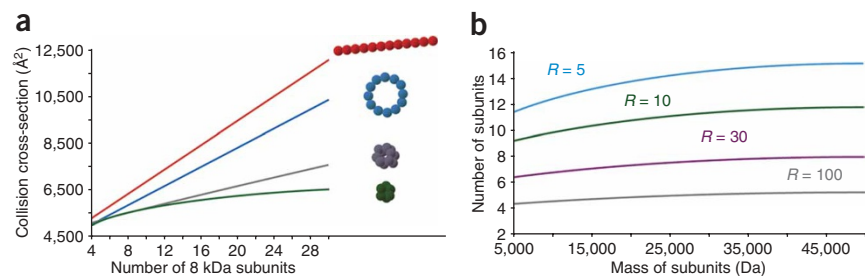 a
Collision cross-section (Å²)
12,500
10,500
8,500
6,500
4,500
4 8 12 16 20 24 28
Number of 8 kDa subunits
b
Number of subunits
16
14
12
10
8
6
4
2
R = 5
R = 10
R = 30
R = 100
5,000 15,000 25,000 35,000 45,000
Mass of subunits (Da)